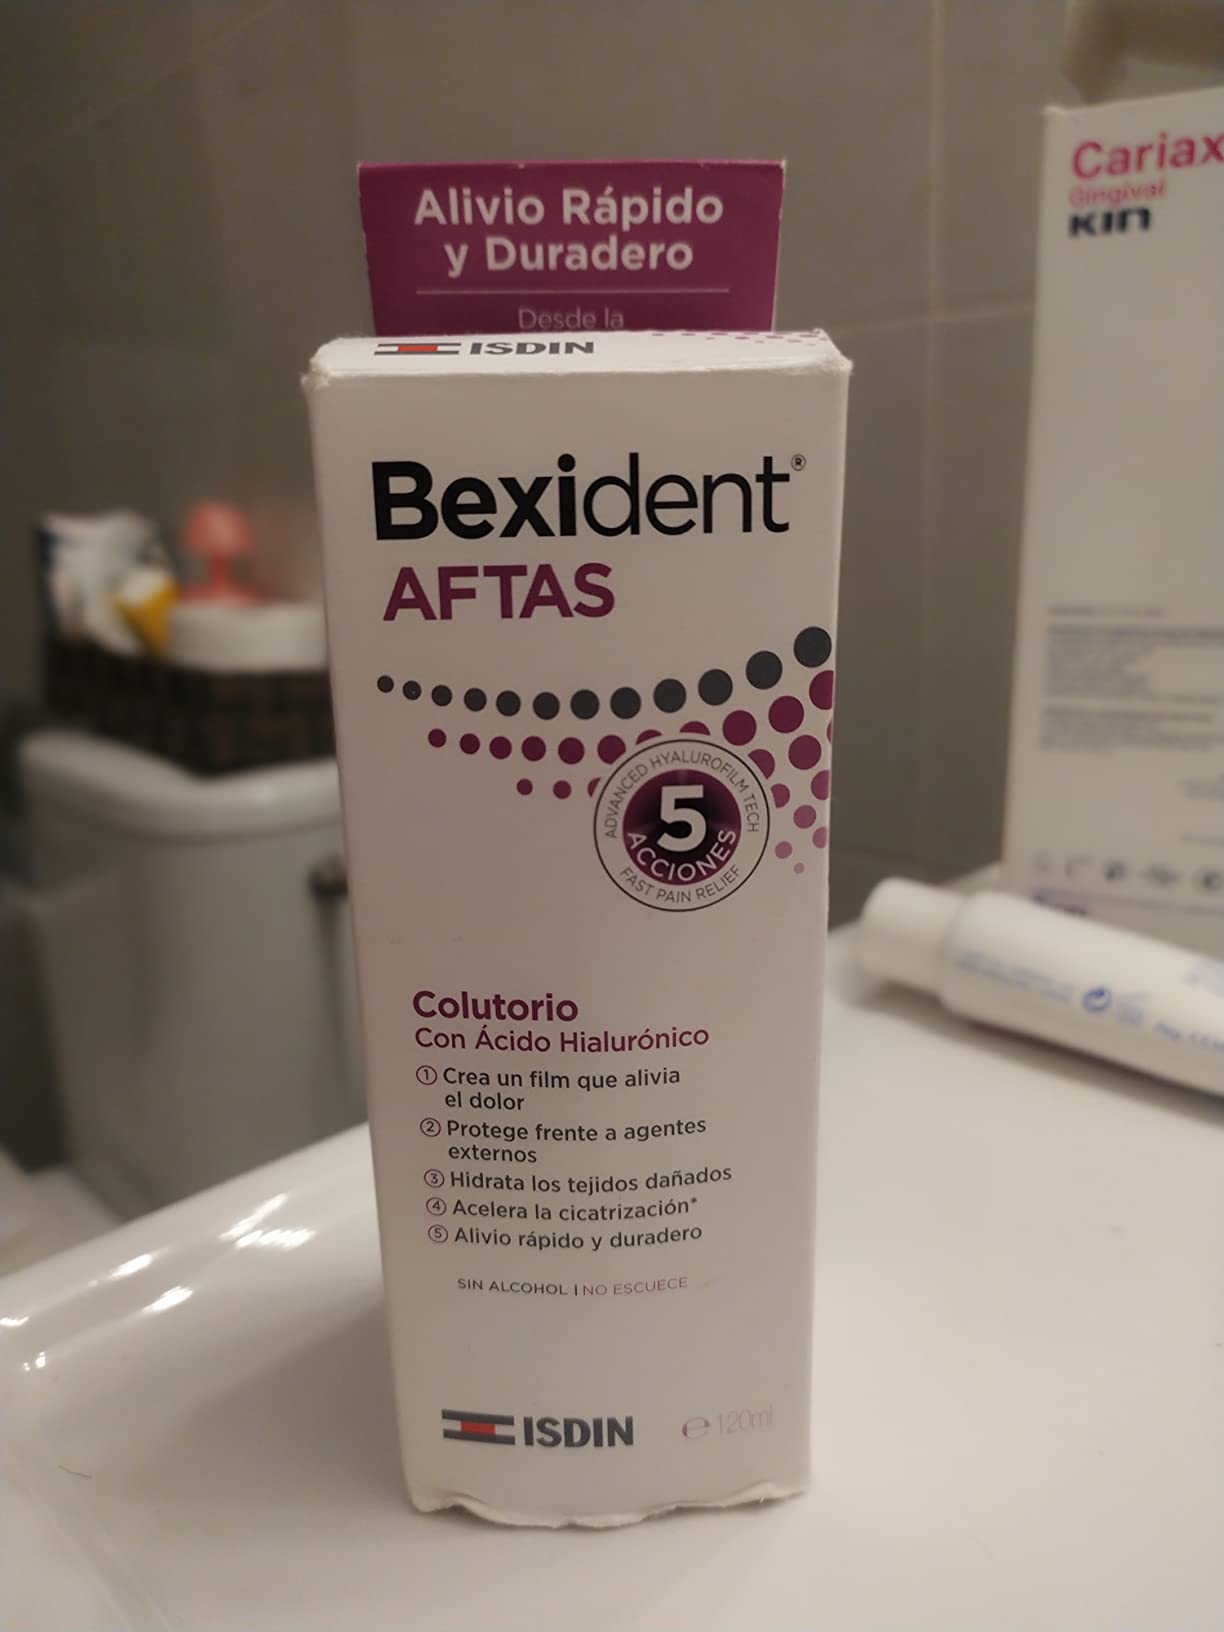 Alivio Rápido
y Duradero
Desde la
ISDIN
Bexident®
AFTAS
ADVANCED HYALUROFILM TECH
5
ACCIONES
FAST PAIN RELIEF
Colutorio
Con Ácido Hialurónico
1 Crea un film que alivia
el dolor
2 Protege frente a agentes
externos
3 Hidrata los tejidos dañados
4 Acelera la cicatrización*
5 Alivio rápido y duradero
SIN ALCOHOL | NO ESCUECE
ISDIN ℮ 120ml
Cariax
Gingival
KIN